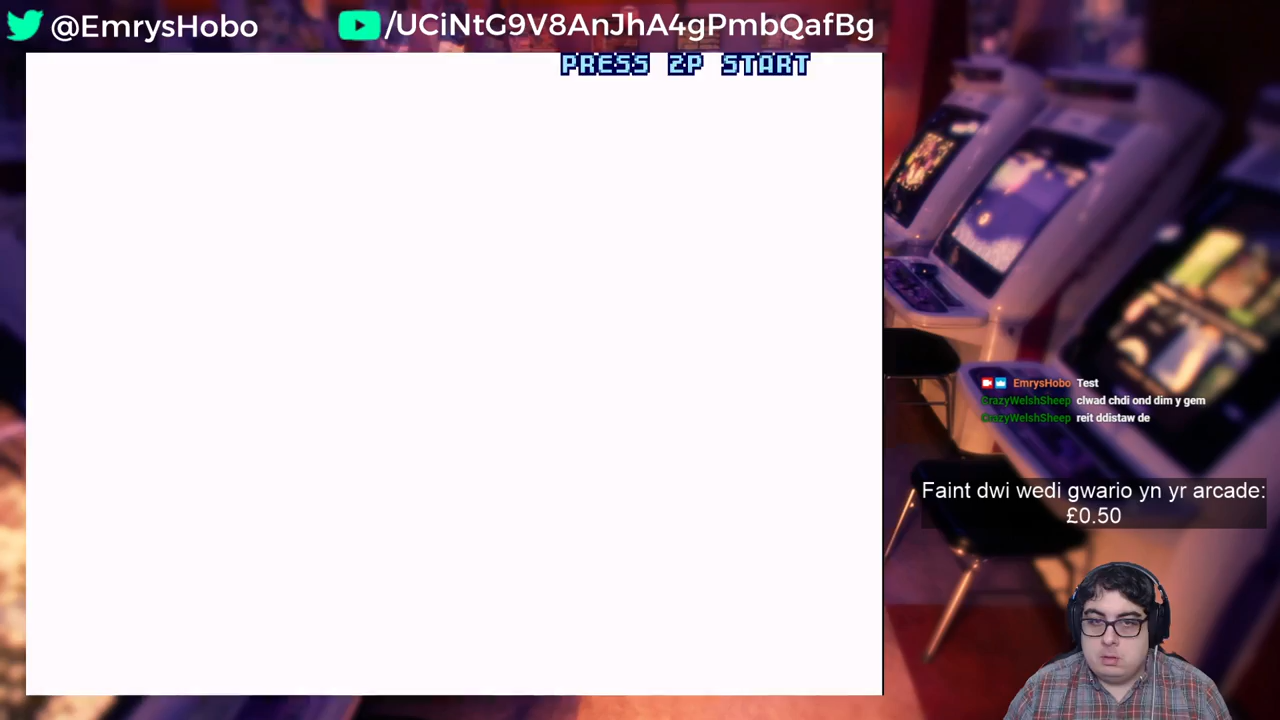 @EmrysHobo
/UCiNtG9V8AnJhA4gPmbQafBg
PRESS 2P START
EmrysHobo Test
CrazyWelshSheep clwad chdi ond dim y gem
CrazyWelshSheep reit ddistaw de
Faint dwi wedi gwario yn yr arcade:
£0.50